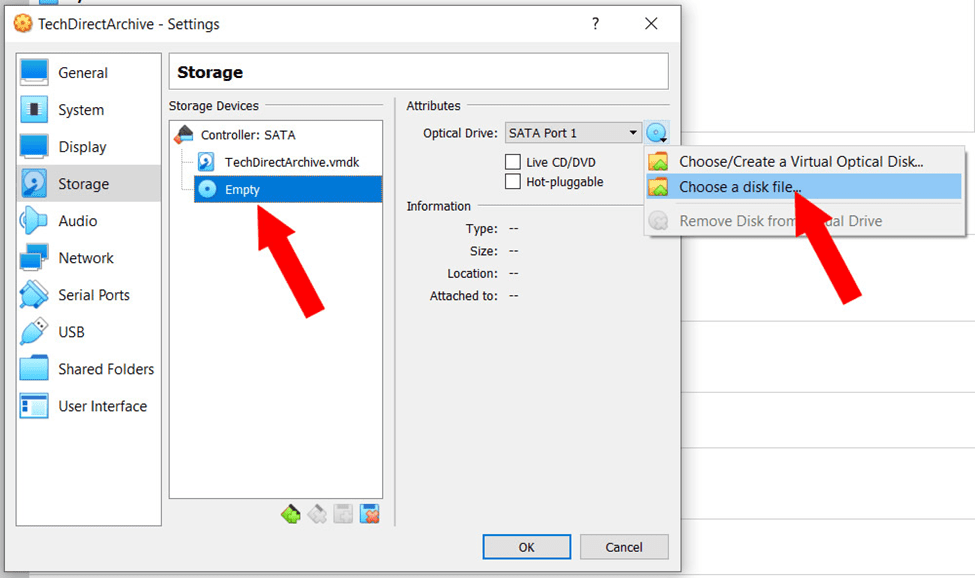 TechDirectArchive - Settings
?
General
System
Display
Storage
Audio
Network
Serial Ports
USB
Shared Folders
User Interface
Storage
Storage Devices
Controller: SATA
TechDirectArchive.vmdk
Empty
Attributes
Optical Drive: SATA Port 1
Live CD/DVD
Hot-pluggable
Information
Type: --
Size: --
Location: --
Attached to: --
Choose/Create a Virtual Optical Disk...
Choose a disk file...
Remove Disk from Drive
OK
Cancel